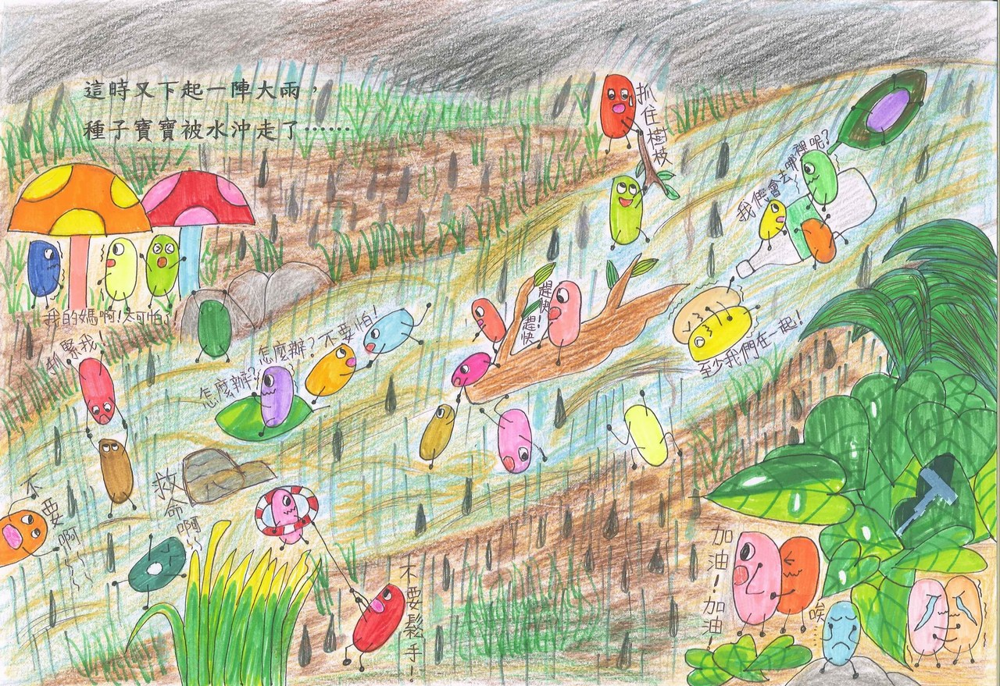 這時又下起一陣大雨，
種子寶寶被水沖走了⋯⋯
抓住樹枝
我們會去哪裡呢？
趕快！
趕快！
至少我們在一起！
我的媽啊！太可怕了！
抓緊我！
怎麼辦？怎麼辦？
不要怕！
不要啊~~
救命啊~~
不要鬆手！
加油！加油！
唉……